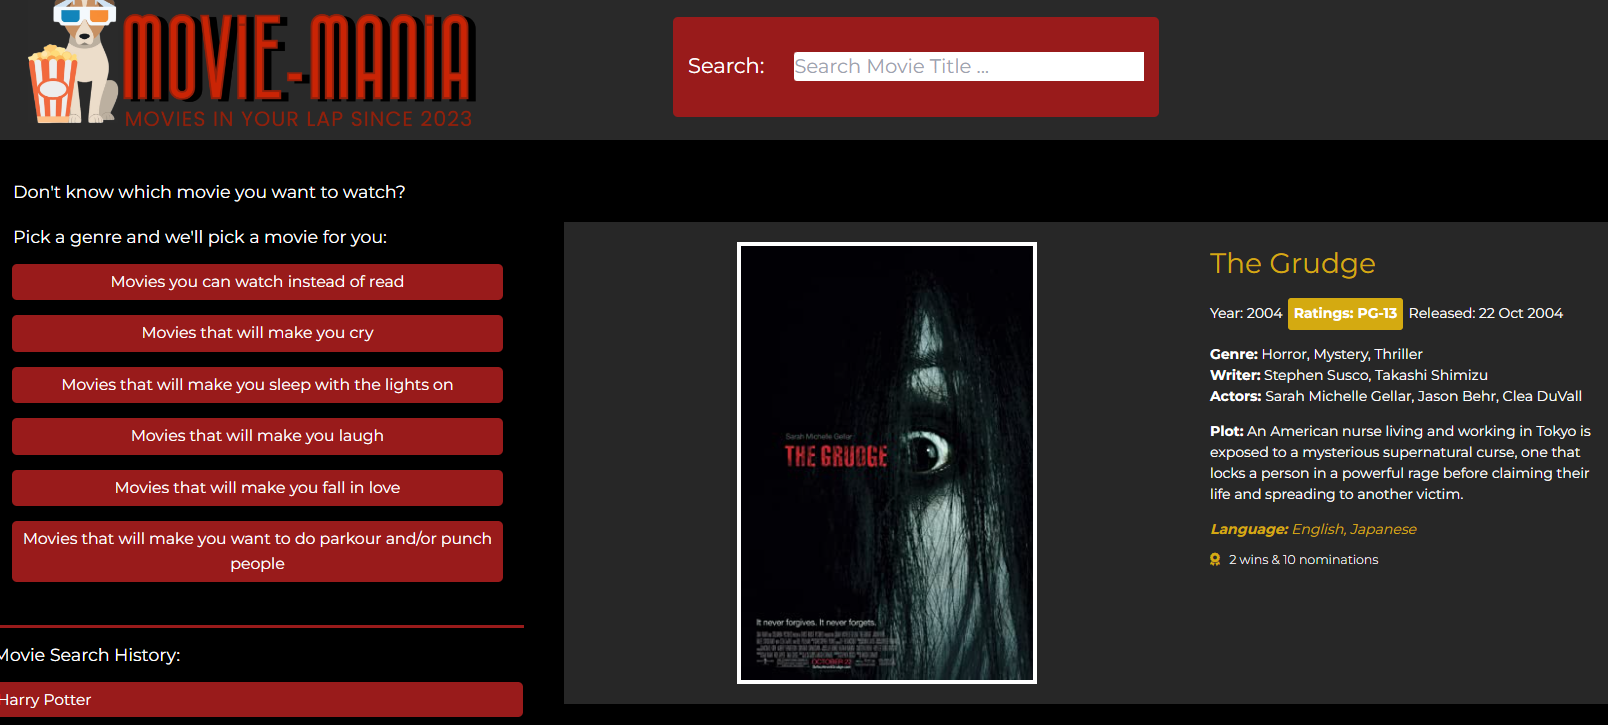 MOVIE-MANIA
MOVIES IN YOUR LAP SINCE 2023
Search:
Search Movie Title ...
Don't know which movie you want to watch?
Pick a genre and we'll pick a movie for you:
Movies you can watch instead of read
Movies that will make you cry
Movies that will make you sleep with the lights on
Movies that will make you laugh
Movies that will make you fall in love
Movies that will make you want to do parkour and/or punch
people
Movie Search History:
Harry Potter
Sarah Michelle Gellar
THE GRUDGE
It never forgives. It never forgets.
OCTOBER 22
The Grudge
Year: 2004 Ratings: PG-13 Released: 22 Oct 2004
Genre: Horror, Mystery, Thriller
Writer: Stephen Susco, Takashi Shimizu
Actors: Sarah Michelle Gellar, Jason Behr, Clea DuVall
Plot: An American nurse living and working in Tokyo is
exposed to a mysterious supernatural curse, one that
locks a person in a powerful rage before claiming their
life and spreading to another victim.
Language: English, Japanese
2 wins & 10 nominations